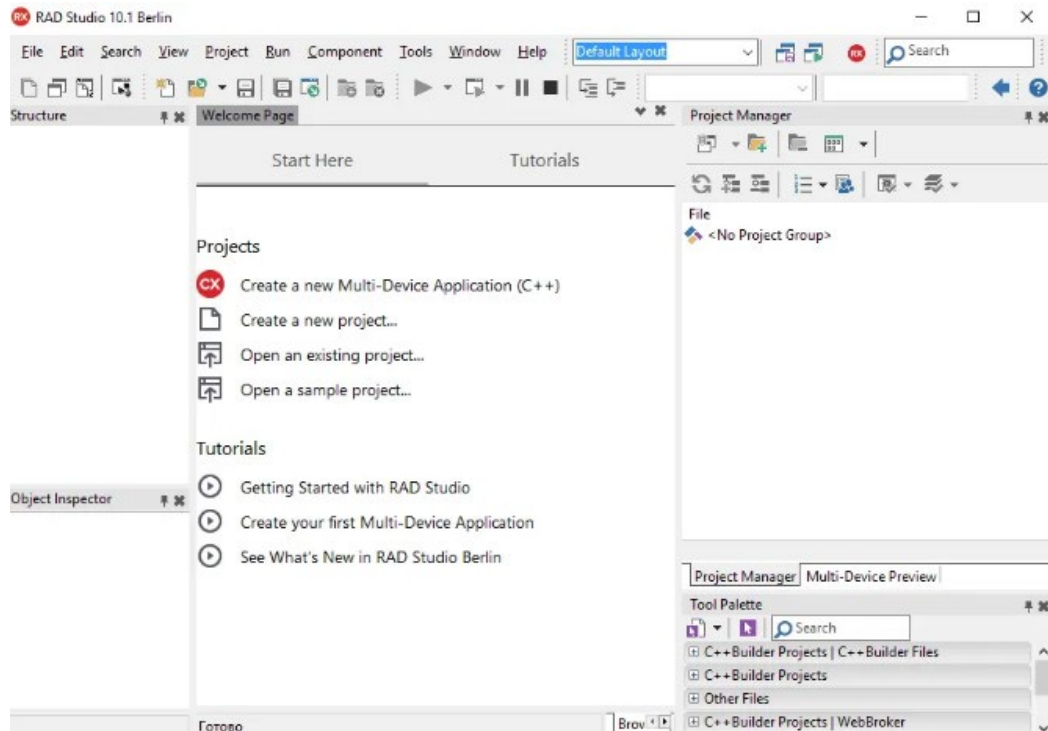 RX RAD Studio 10.1 Berlin
File Edit Search View Project Run Component Tools Window Help Default Layout RX Search
Structure
Welcome Page
Project Manager
Start Here Tutorials
File
<No Project Group>
Projects
CX Create a new Multi-Device Application (C++)
Create a new project...
Open an existing project...
Open a sample project...
Tutorials
Getting Started with RAD Studio
Create your first Multi-Device Application
See What's New in RAD Studio Berlin
Object Inspector
Project Manager Multi-Device Preview
Tool Palette
Search
C++Builder Projects | C++Builder Files
C++Builder Projects
Other Files
C++Builder Projects | WebBroker
Готово
Brov